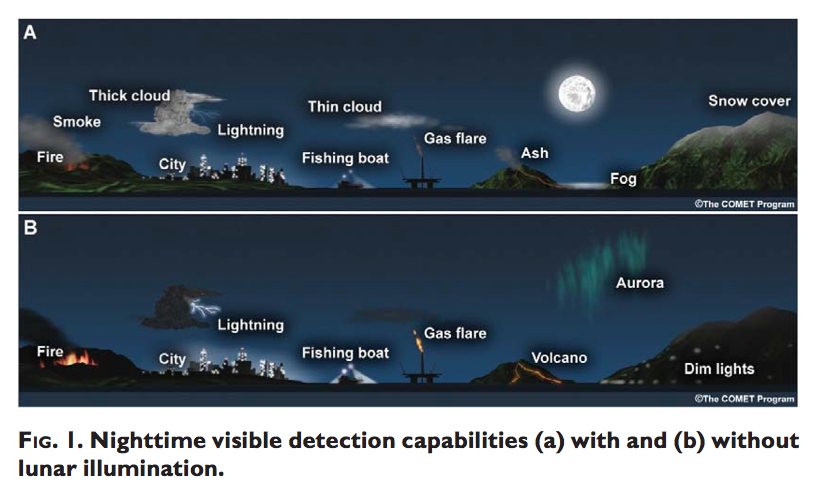 A
Thick cloud
Smoke
Fire
City
Lightning
Thin cloud
Fishing boat
Gas flare
Ash
Fog
Snow cover
©The COMET Program
B
Fire
City
Lightning
Fishing boat
Gas flare
Volcano
Aurora
Dim lights
©The COMET Program
FIG. 1. Nighttime visible detection capabilities (a) with and (b) without
lunar illumination.